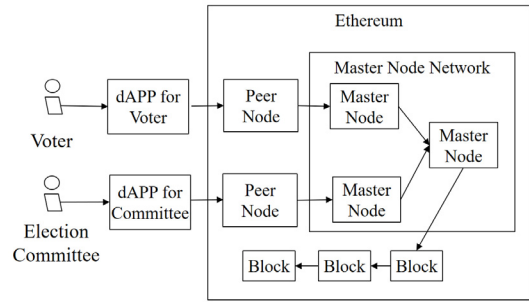 Ethereum
Master Node Network
dAPP for
Voter
Peer
Node
Master
Node
Voter
Master
Node
dAPP for
Committee
Peer
Node
Master
Node
Election
Committee
Block
Block
Block